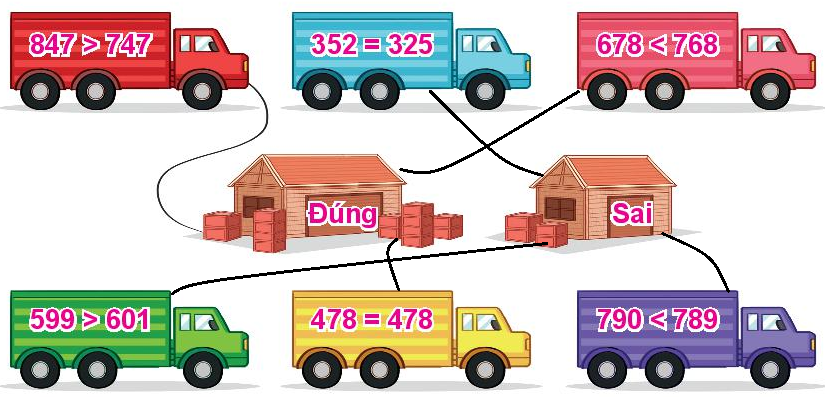 847 > 747
352 = 325
678 < 768
Đúng
Sai
599 > 601
478 = 478
790 < 789